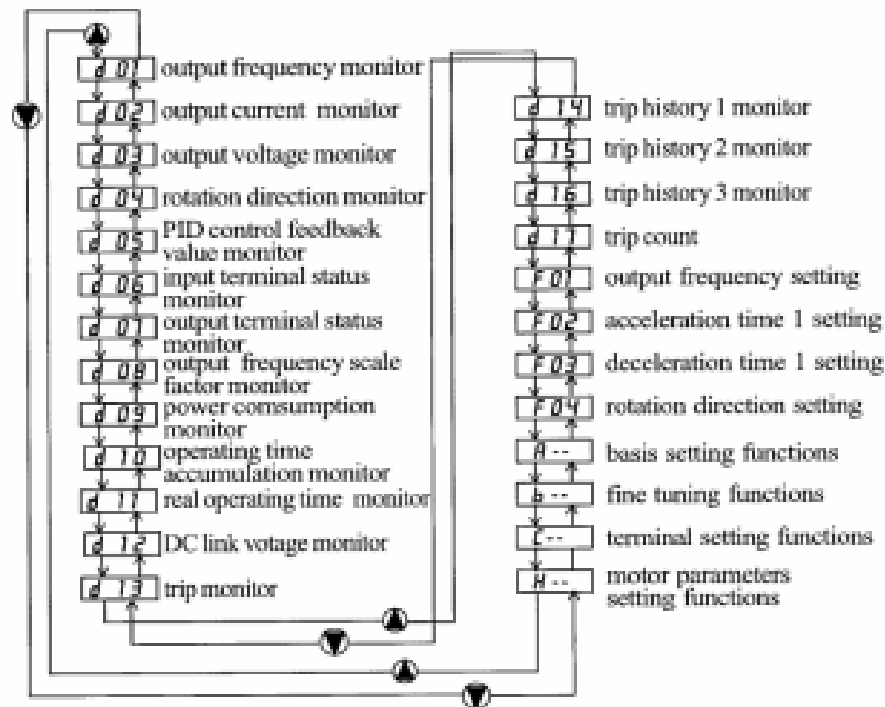 d 01 output frequency monitor
d 02 output current monitor
d 03 output voltage monitor
d 04 rotation direction monitor
d 05 PID control feedback
value monitor
d 06 input terminal status
monitor
d 07 output terminal status
monitor
d 08 output frequency scale
factor monitor
d 09 power comsumption
monitor
d 10 operating time
accumulation monitor
d 11 real operating time monitor
d 12 DC link votage monitor
d 13 trip monitor
d 14 trip history 1 monitor
d 15 trip history 2 monitor
d 16 trip history 3 monitor
d 17 trip count
F 01 output frequency setting
F 02 acceleration time 1 setting
F 03 deceleration time 1 setting
F 04 rotation direction setting
A -- basis setting functions
b -- fine tuning functions
C -- terminal setting functions
H -- motor parameters
setting functions